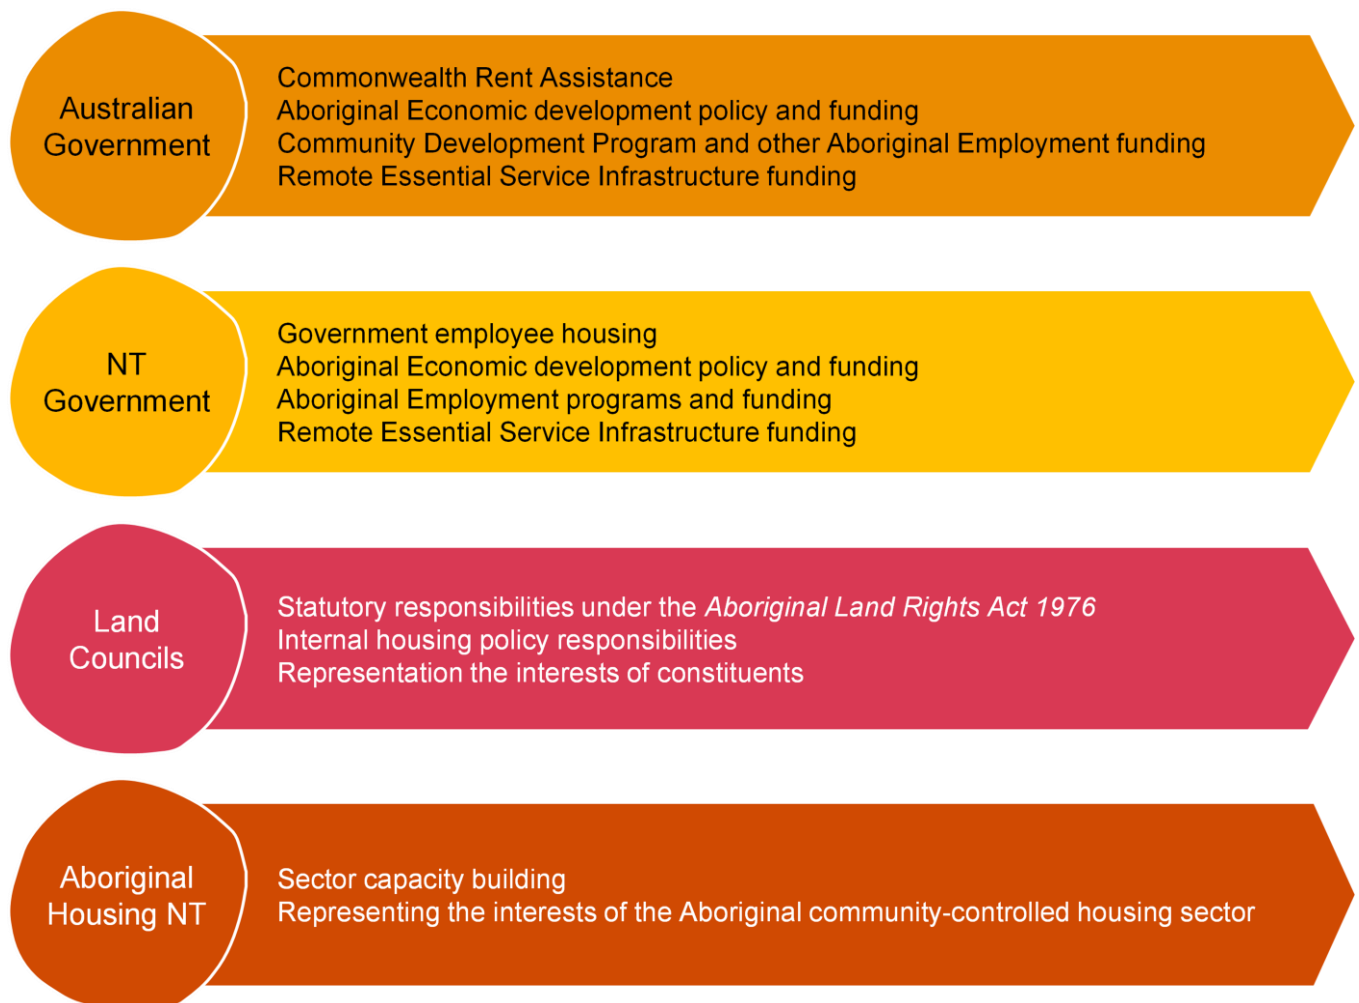 Australian
Government
Commonwealth Rent Assistance
Aboriginal Economic development policy and funding
Community Development Program and other Aboriginal Employment funding
Remote Essential Service Infrastructure funding
NT
Government
Government employee housing
Aboriginal Economic development policy and funding
Aboriginal Employment programs and funding
Remote Essential Service Infrastructure funding
Land
Councils
Statutory responsibilities under the Aboriginal Land Rights Act 1976
Internal housing policy responsibilities
Representation the interests of constituents
Aboriginal
Housing NT
Sector capacity building
Representing the interests of the Aboriginal community-controlled housing sector